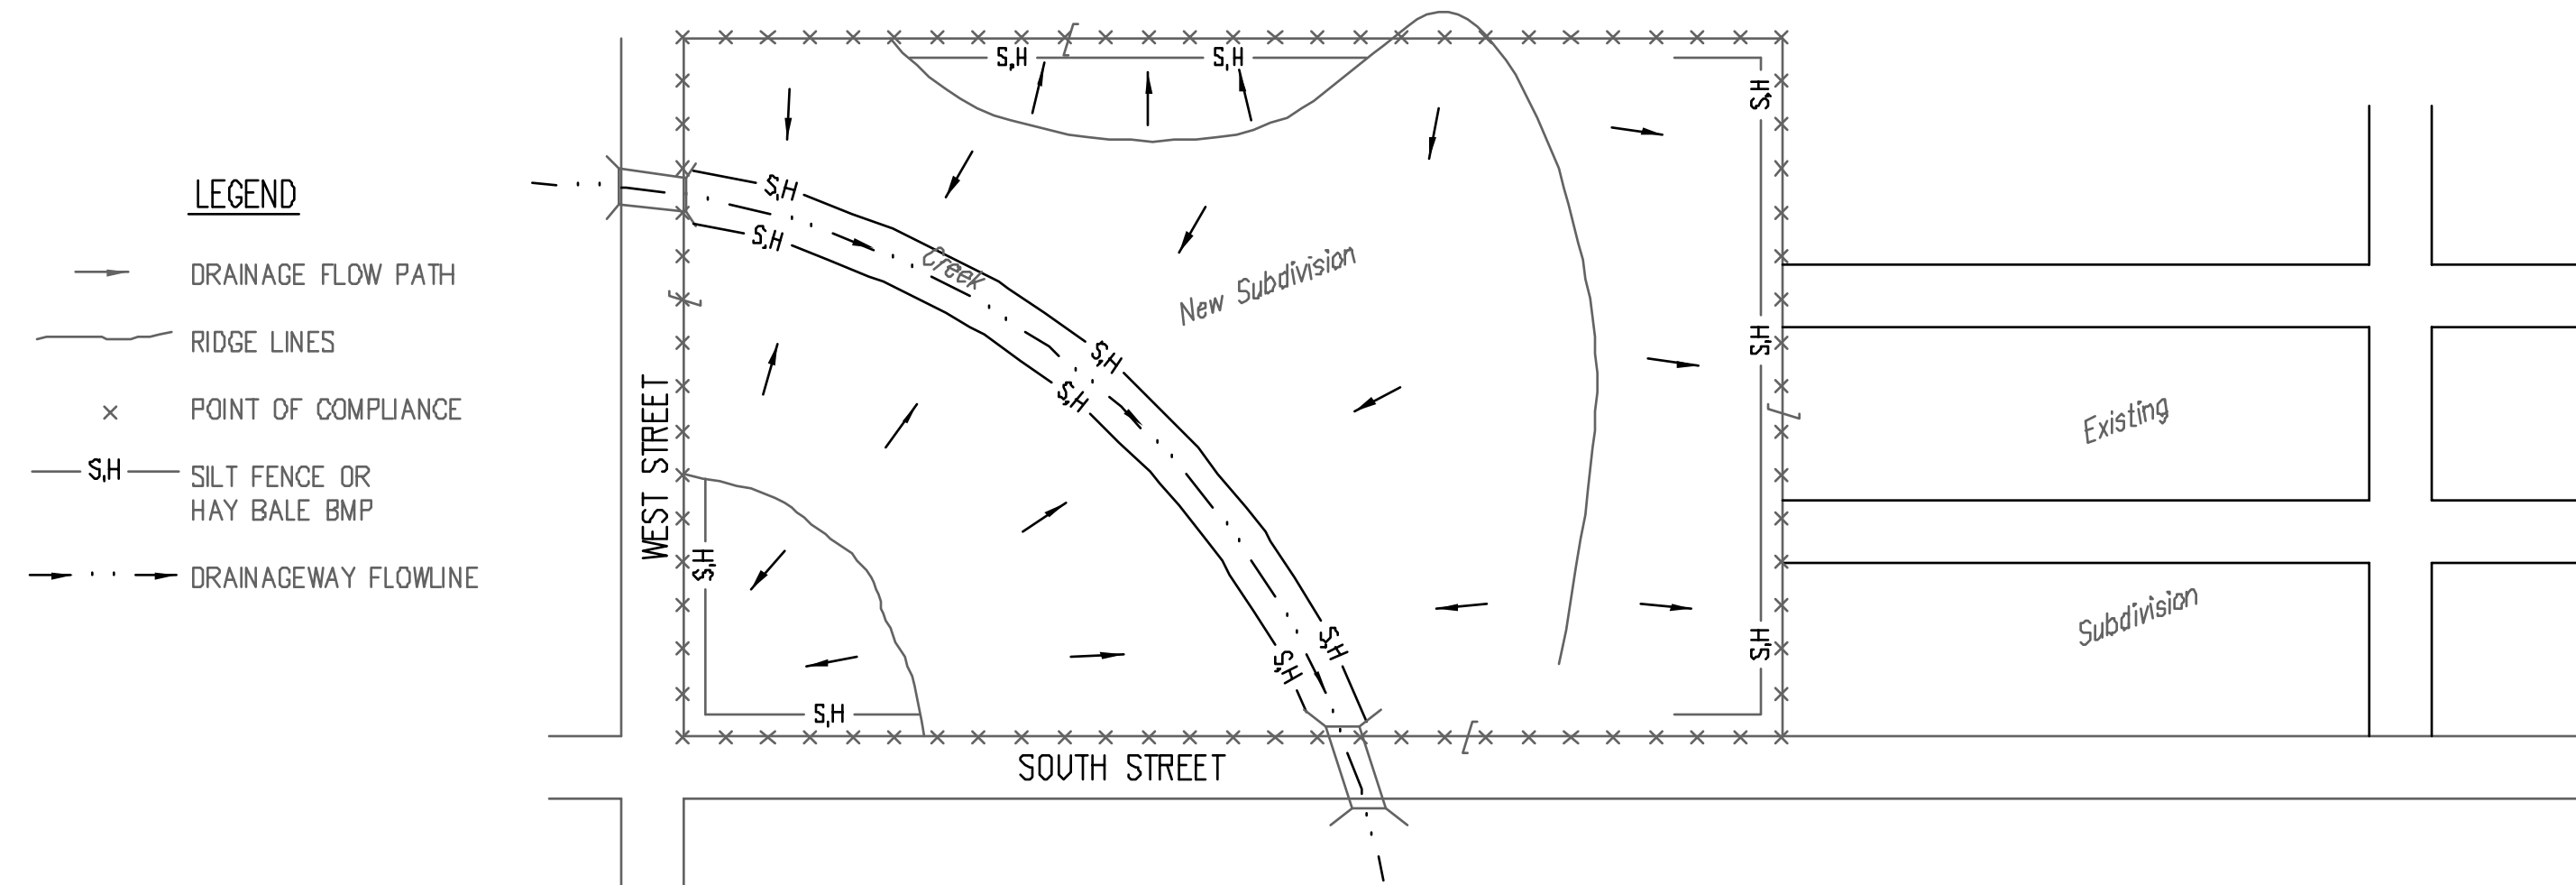 LEGEND
DRAINAGE FLOW PATH
RIDGE LINES
POINT OF COMPLIANCE
S,H
SILT FENCE OR
HAY BALE BMP
DRAINAGEWAY FLOWLINE
S,H
S,H
S,H
S,H
S,H
Creek
New Subdivision
S,H
S,H
S,H
WEST STREET
S,H
S,H
S,H
S,H
S,H
SOUTH STREET
Existing
Subdivision